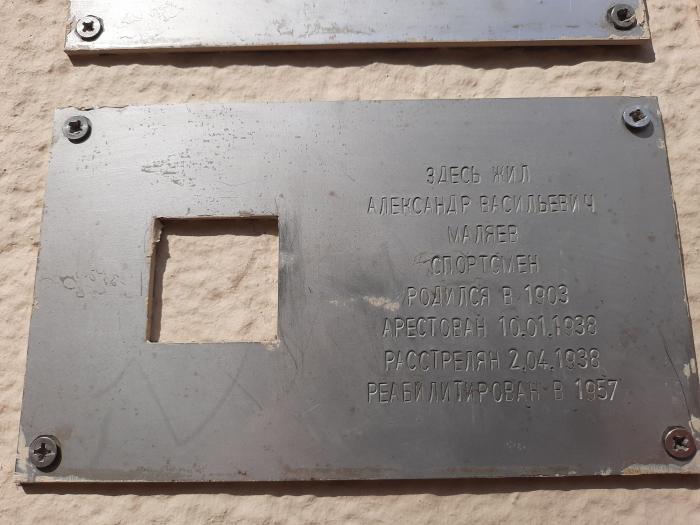 ЗДЕСЬ ЖИЛ
АЛЕКСАНДР ВАСИЛЬЕВИЧ
МАЛЯЕВ
СПОРТСМЕН
РОДИЛСЯ В 1903
АРЕСТОВАН 10.01.1938
РАССТРЕЛЯН 2.04.1938
РЕАБИЛИТИРОВАН В 1957